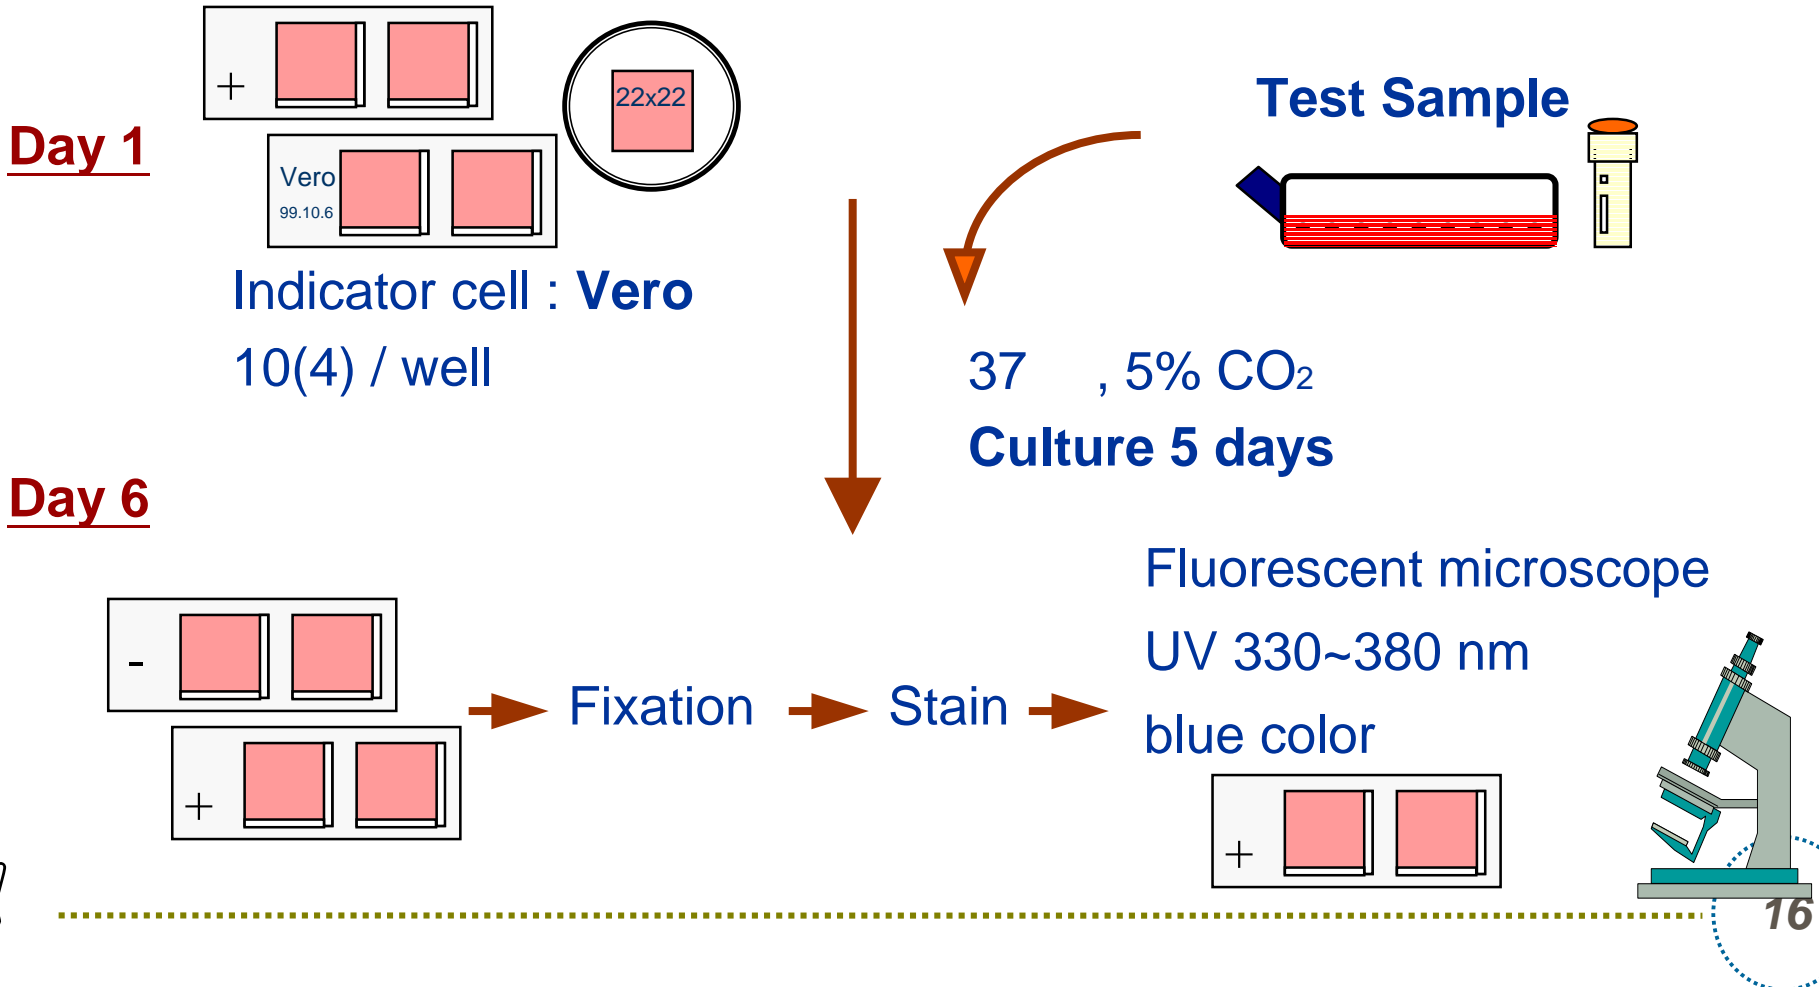 +
22x22
Day 1
Vero
99.10.6
Indicator cell : Vero
10(4) / well
Test Sample
37 , 5% CO₂
Culture 5 days
Day 6
-
+
Fixation
Stain
Fluorescent microscope
UV 330~380 nm
blue color
+
16